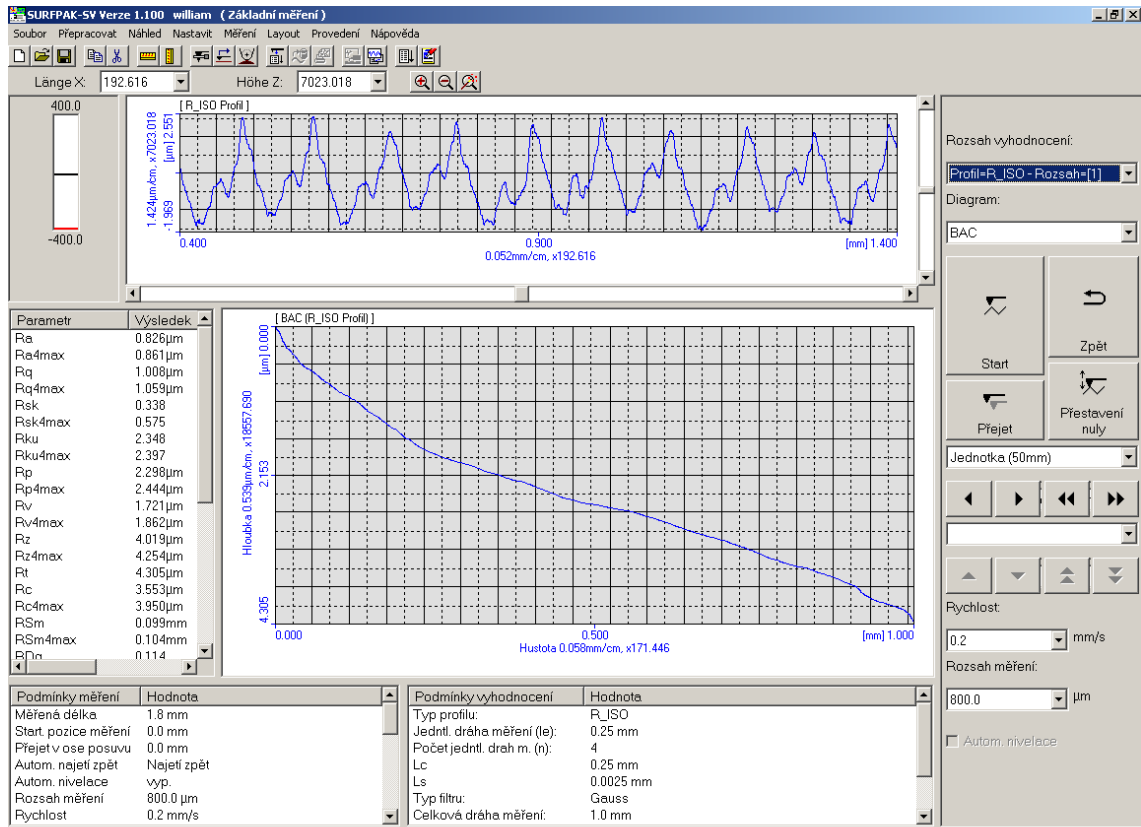 SURFPAK-SV Verze 1.100 william ( Základní měření )
Soubor Přepracovat Náhled Nastavit Měření Layout Provedení Nápověda
Länge X: 192.616 Höhe Z: 7023.018
400.0
-400.0
[ R_ISO Profil ]
1.424µm/cm, x7023.018
-1.969 [µm] 2.551
0.400 0.900 [mm] 1.400
0.052mm/cm, x192.616
Parametr Výsledek
Ra 0.826µm
Ra4max 0.861µm
Rq 1.008µm
Rq4max 1.059µm
Rsk 0.338
Rsk4max 0.575
Rku 2.348
Rku4max 2.397
Rp 2.298µm
Rp4max 2.444µm
Rv 1.721µm
Rv4max 1.862µm
Rz 4.019µm
Rz4max 4.254µm
Rt 4.305µm
Rc 3.553µm
Rc4max 3.950µm
RSm 0.099mm
RSm4max 0.104mm
RDq 0.114
[ BAC (R_ISO Profil) ]
Hloubka 0.539µm/cm, x18557.690
4.305 2.153 [µm] 0.000
0.000 0.500 [mm] 1.000
Hustota 0.058mm/cm, x171.446
Podmínky měření Hodnota
Měřená délka 1.8 mm
Start. pozice měření 0.0 mm
Přejet v ose posuvu 0.0 mm
Autom. najetí zpět Najetí zpět
Autom. nivelace vyp.
Rozsah měření 800.0 µm
Rychlost 0.2 mm/s
Podmínky vyhodnocení Hodnota
Typ profilu: R_ISO
Jedntl. dráha měření (le): 0.25 mm
Počet jedntl. drah m. (n): 4
Lc 0.25 mm
Ls 0.0025 mm
Typ filtru: Gauss
Celková dráha měření: 1.0 mm
Rozsah vyhodnocení:
Profil=R_ISO - Rozsah=[1]
Diagram:
BAC
Start
Zpět
Přejet
Přestavení
nuly
Jednotka (50mm)
Rychlost:
0.2 mm/s
Rozsah měření:
800.0 µm
Autom. nivelace